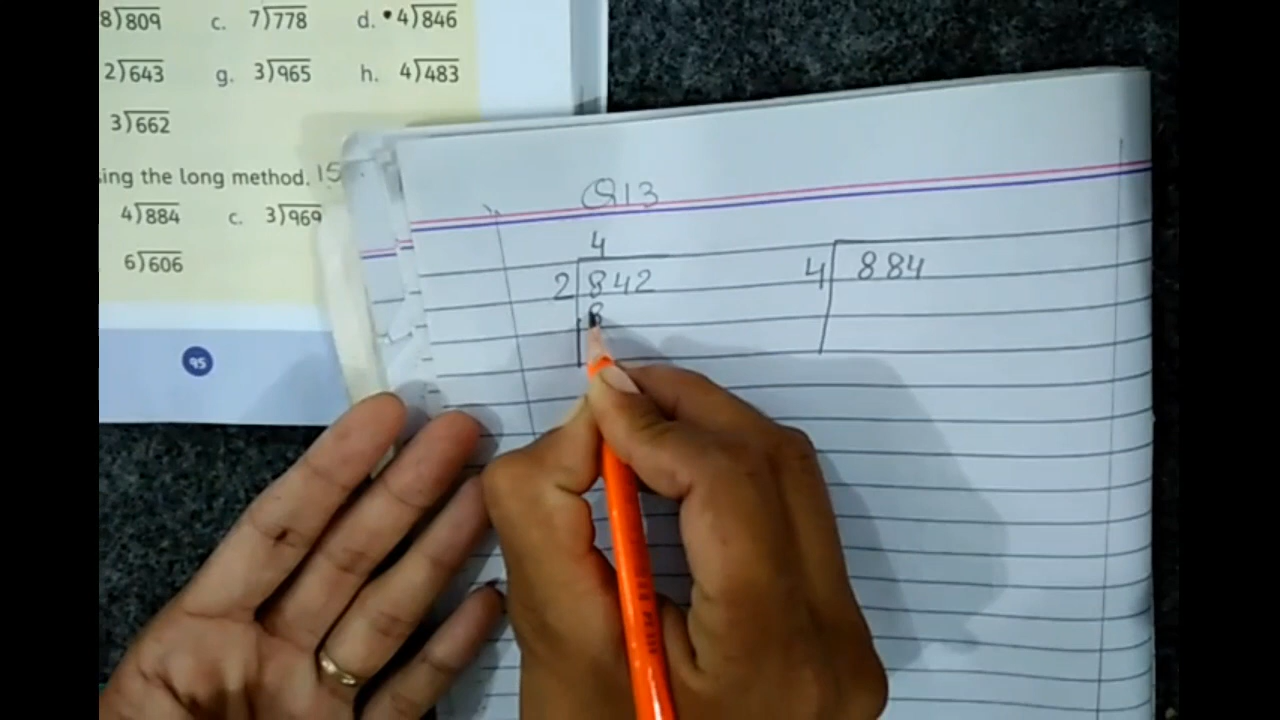 8)809 c. 7)778 d. 4)846
2)643 g. 3)965 h. 4)483
3)662
ing the long method. 15
4)884 c. 3)969
6)606
95
Q13
4
2 842 4 884
8